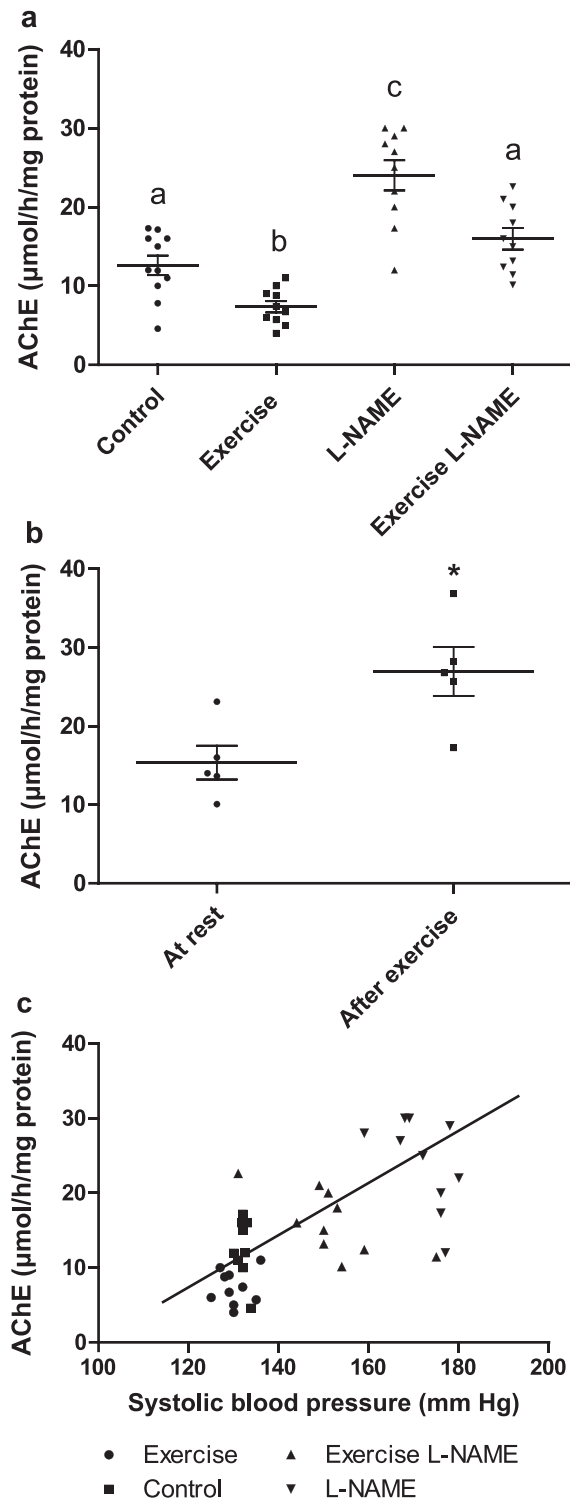 a
AChE (µmol/h/mg protein)
40
30
20
10
0
a
b
c
a
Control
Exercise
L-NAME
Exercise L-NAME
b
AChE (µmol/h/mg protein)
40
30
20
10
0
*
At rest
After exercise
c
AChE (µmol/h/mg protein)
40
30
20
10
0
100 120 140 160 180 200
Systolic blood pressure (mm Hg)
Exercise Exercise L-NAME
Control L-NAME